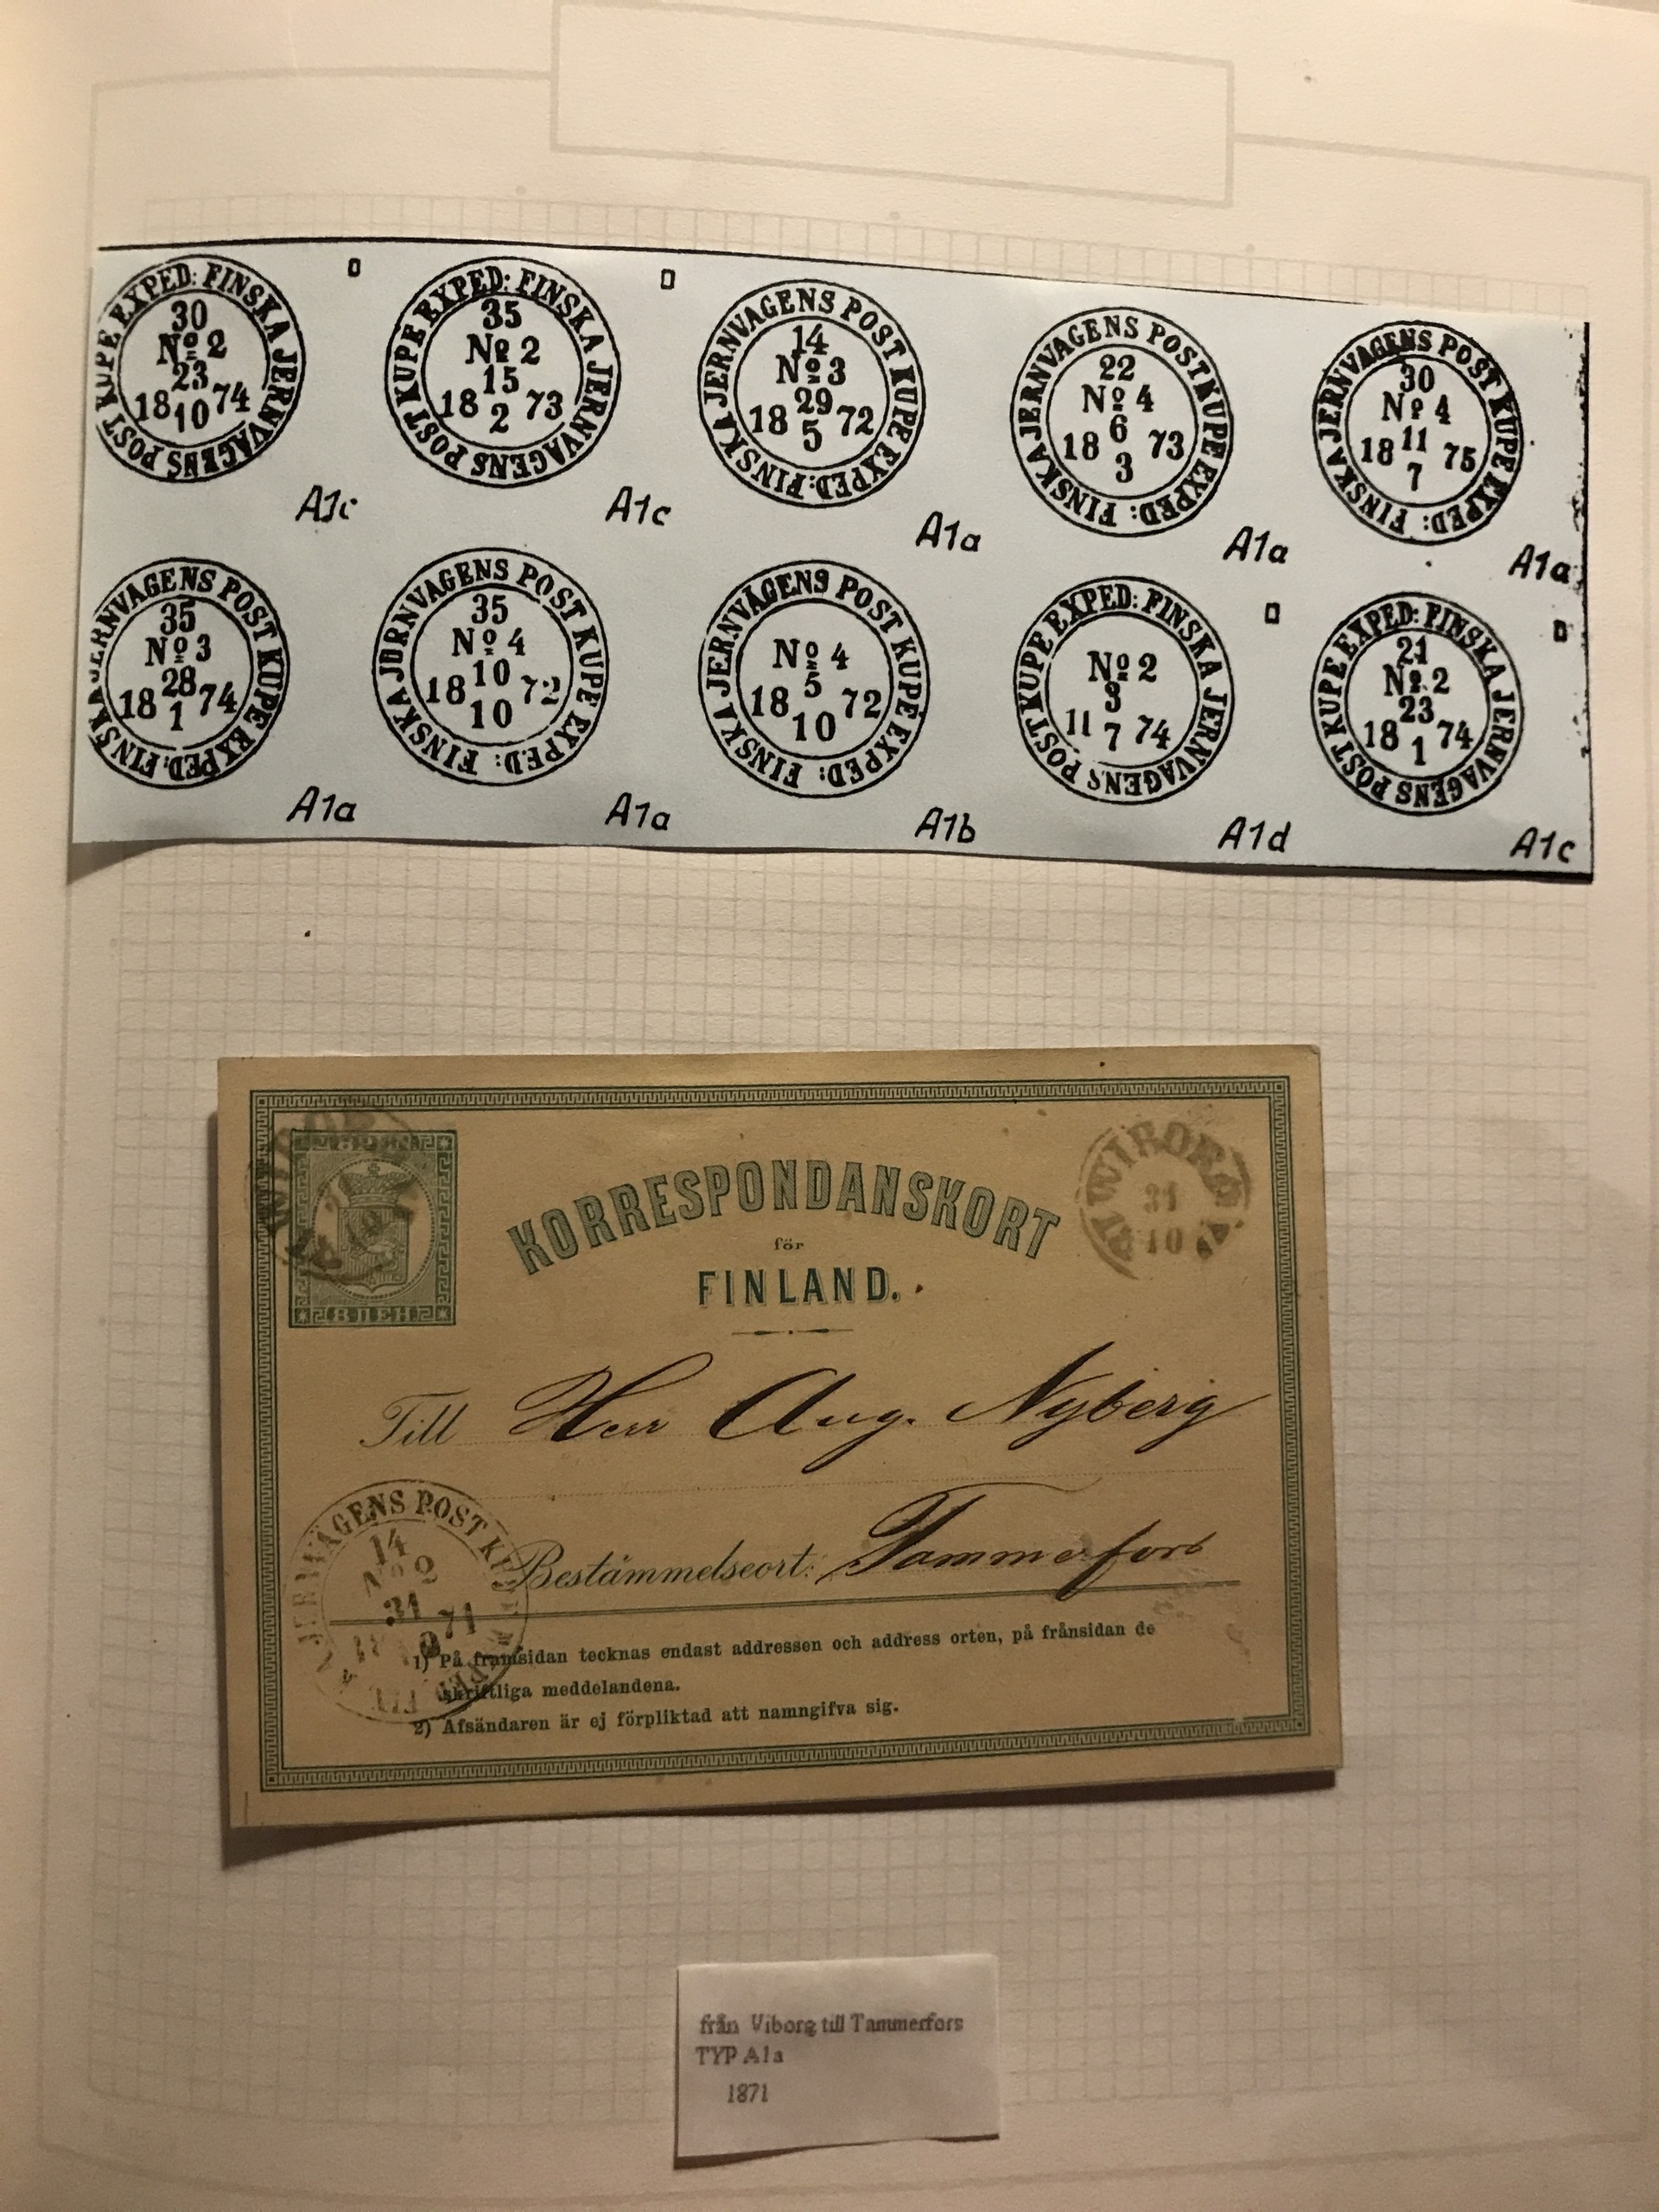 POST KUPE EXPED: FINSKA JERNVAGENS
30
No 2
23
18 74
10
A1c
POST KUPE EXPED: FINSKA JERNVAGENS
35
No 2
15
18 73
2
A1c
FINSKA JERNVAGENS POST KUPE EXPED:
14
No 3
29
18 72
5
A1a
FINSKA JERNVAGENS POST KUPE EXPED:
22
No 4
6
18 73
3
A1a
FINSKA JERNVAGENS POST KUPE EXPED:
30
No 4
11
18 75
7
A1a
FINSKA JERNVAGENS POST KUPE EXPED:
35
No 3
28
18 74
1
A1a
FINSKA JDRNVAGENS POST KUPE EXPED:
35
No 4
10
18 72
10
A1a
FINSKA JERNVAGENS POST KUPE EXPED:
No 4
5
18 72
10
A1b
POST KUPE EXPED: FINSKA JERNVAGENS
No 2
9
11 74
7
A1d
POST KUPE EXPED: FINSKA JERNVAGENS
21
No 2
23
18 74
1
A1c
8 ПЕН
WIBORG
31
10
KORRESPONDANSKORT
för
FINLAND.
Till Herr Aug. Nyberg
Bestämmelseort: Tammerfors
JERNVÄGENS POST
14
No 2
31
71
1) På framsidan tecknas endast addressen och address orten, på frånsidan de
skriftliga meddelandena.
2) Afsändaren är ej förpliktad att namngifva sig.
från Viborg till Tammerfors
TYP A1a
1871